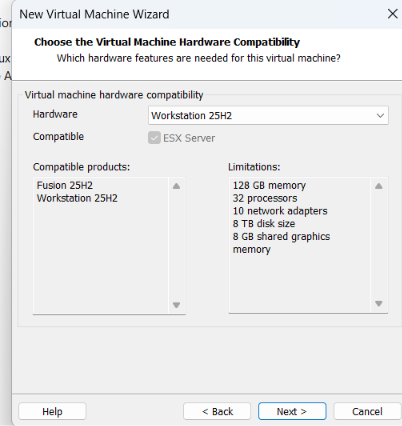 New Virtual Machine Wizard
Choose the Virtual Machine Hardware Compatibility
Which hardware features are needed for this virtual machine?
Virtual machine hardware compatibility
Hardware
Workstation 25H2
Compatible
ESX Server
Compatible products:
Fusion 25H2
Workstation 25H2
Limitations:
128 GB memory
32 processors
10 network adapters
8 TB disk size
8 GB shared graphics
memory
Help
< Back
Next >
Cancel